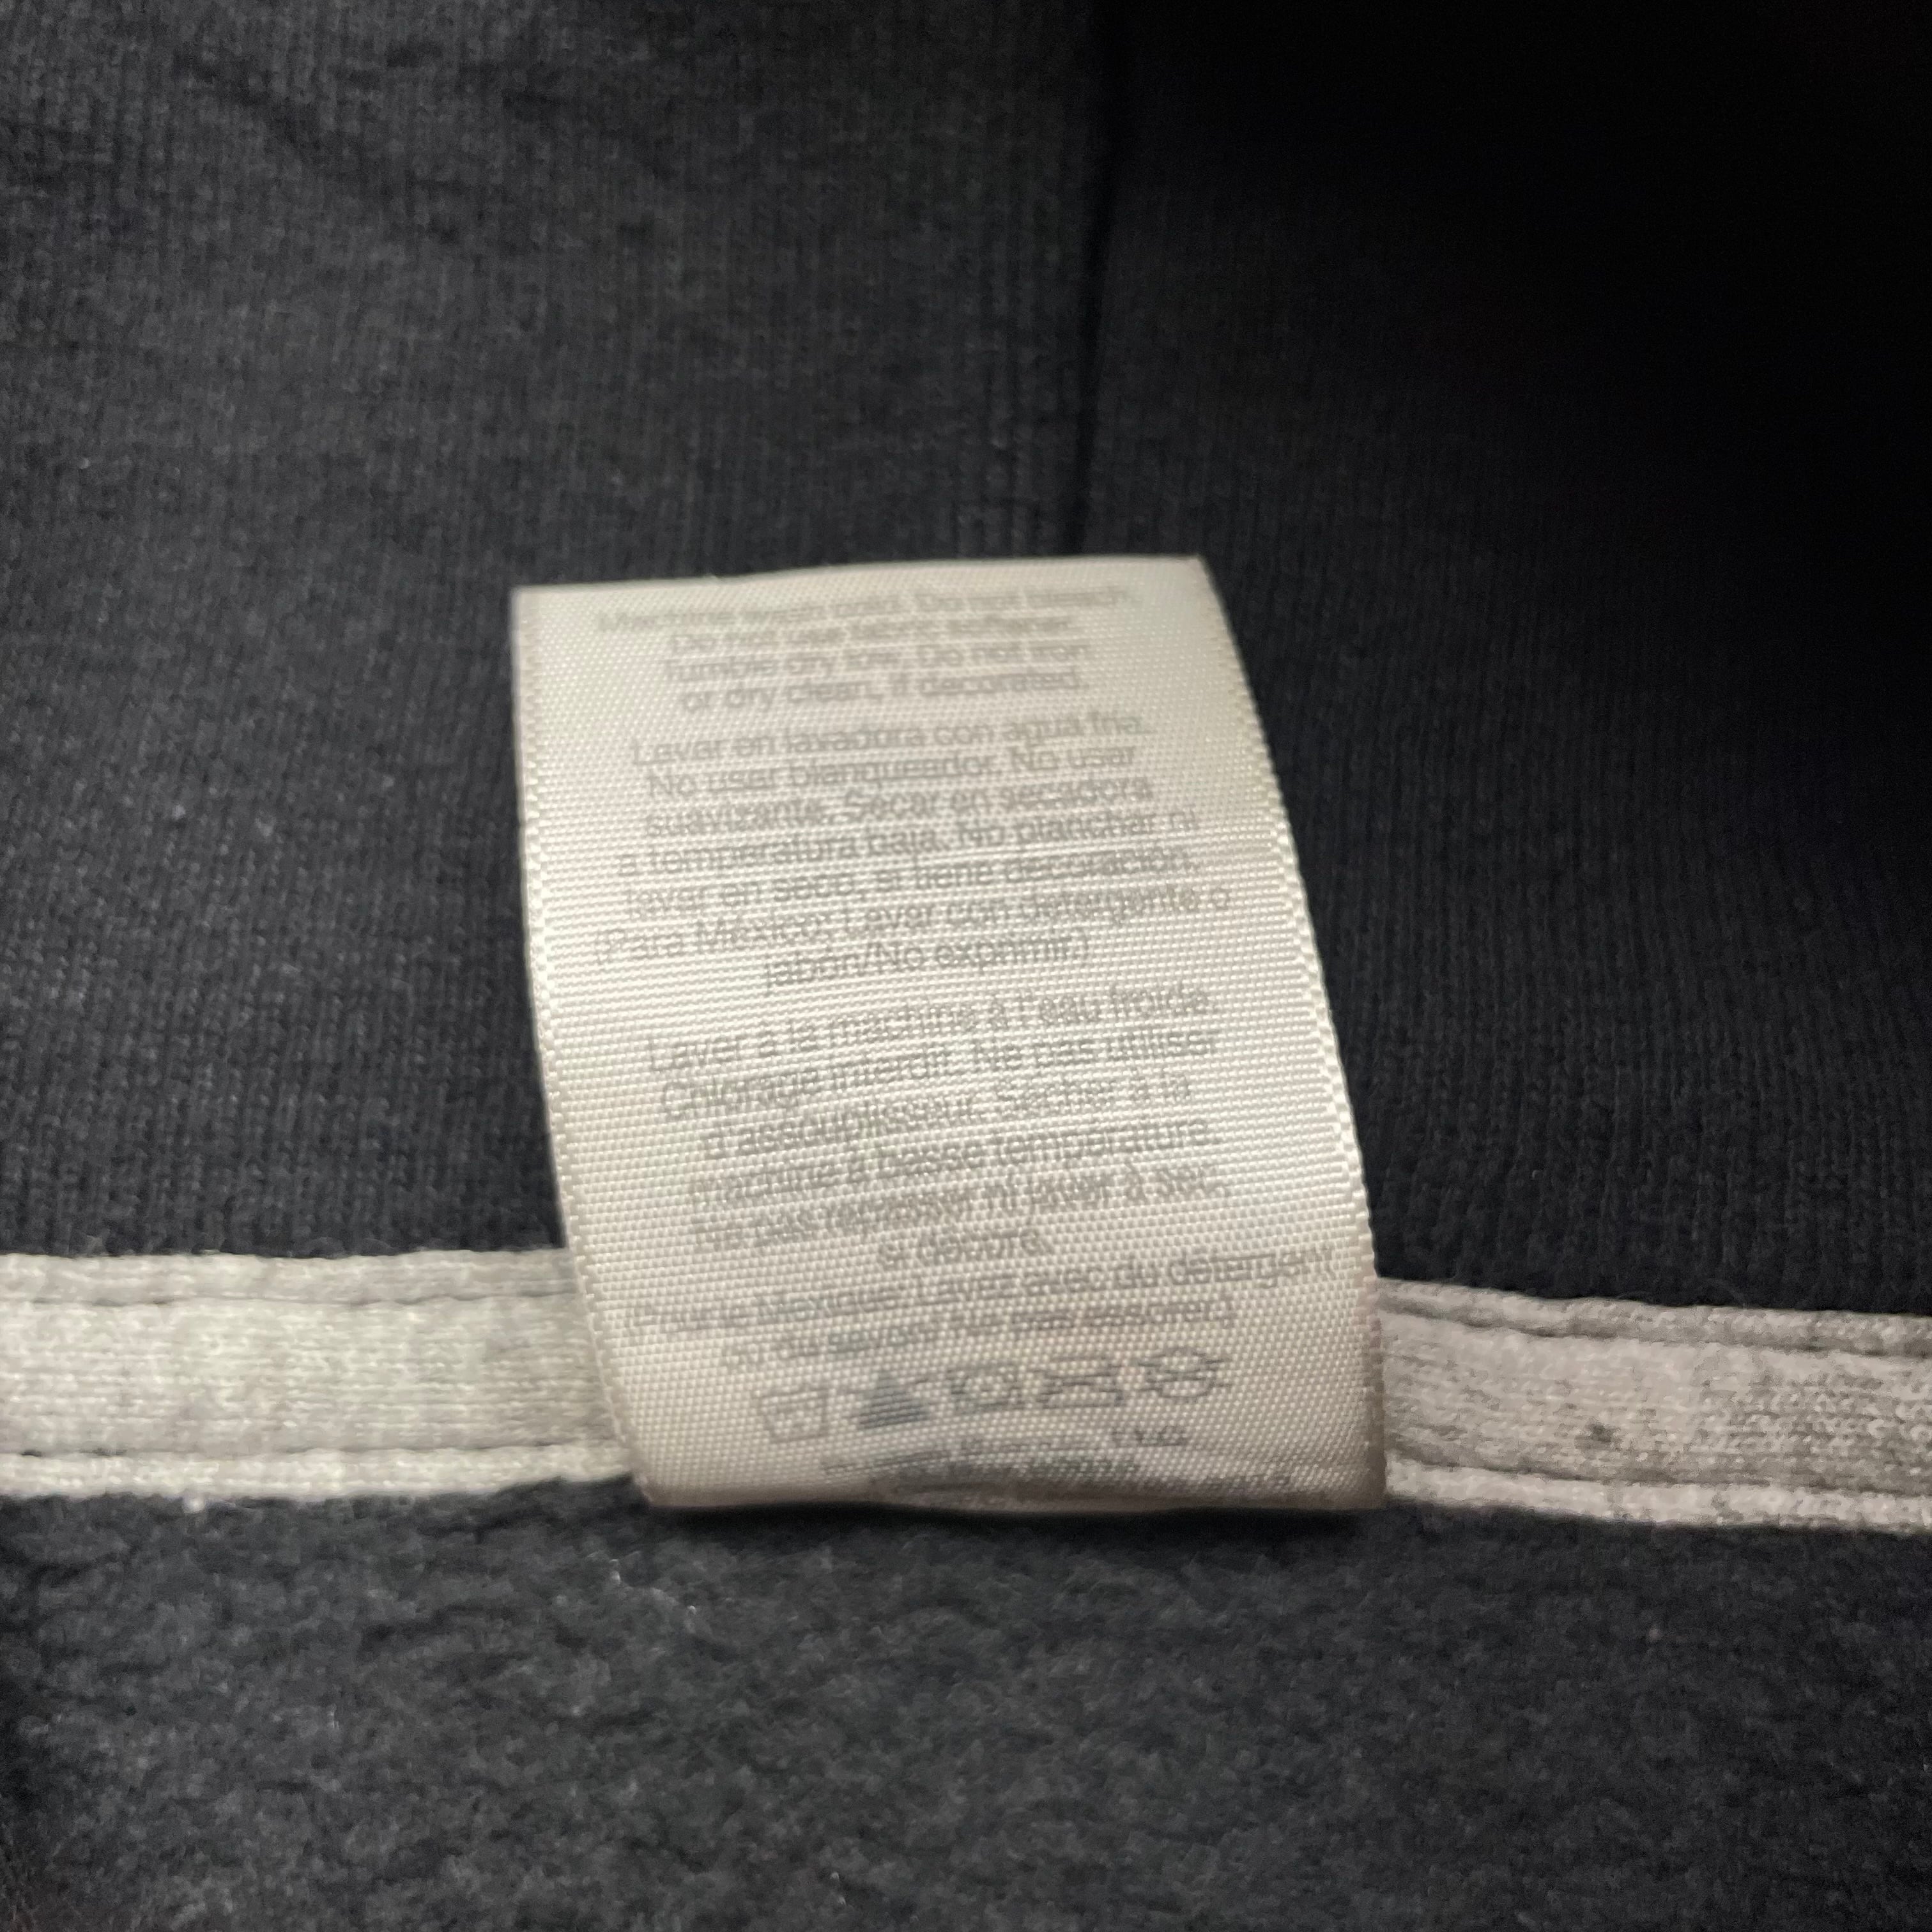 Machine wash cold. Do not bleach.
Do not use fabric softener.
Tumble dry low. Do not iron
or dry clean, if decorated.
Lavar en lavadora con agua fría.
No usar blanqueador. No usar
suavizante. Secar en secadora
a temperatura baja. No planchar ni
lavar en seco, si tiene decoración.
(Para México: Lavar con detergente o
jabón/No exprimir.)
Laver à la machine à l'eau froide.
Chlorage interdit. Ne pas utiliser
d'assouplisseur. Sécher à la
machine à basse température
Ne pas repasser ni laver à sec,
si décoré.
(Pour le Mexique: Lavez avec du détergent
ou du savon/Ne pas essorer.)